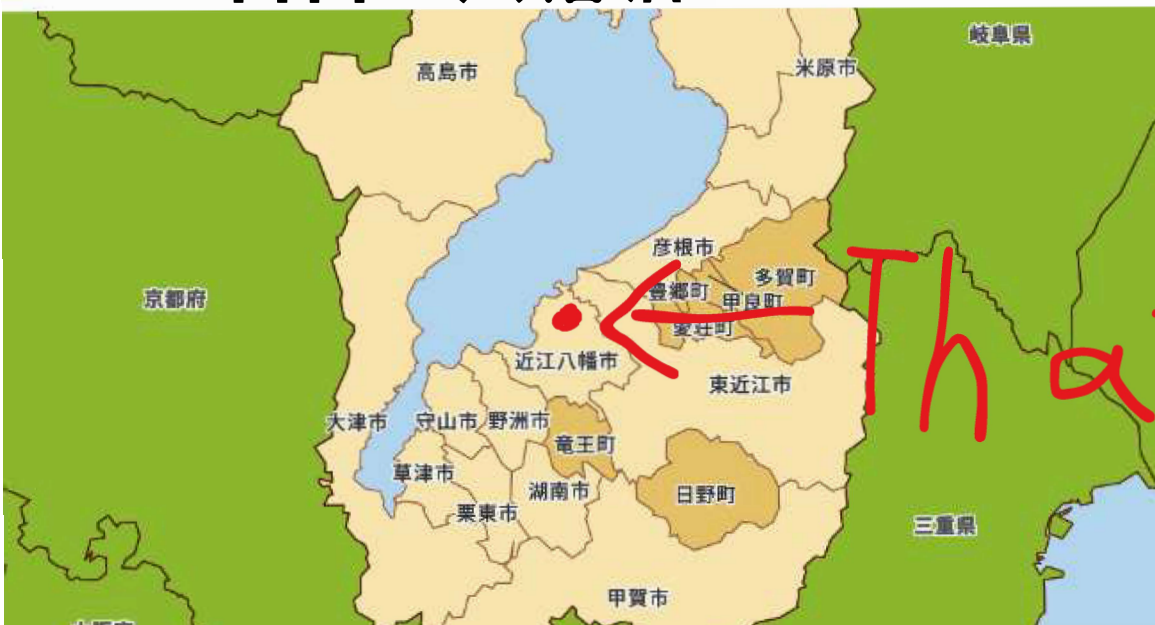 岐阜県
高島市
米原市
彦根市
多賀町
京都府
豊郷町
甲良町
愛荘町
近江八幡市
東近江市
Tha
大津市
守山市
野洲市
竜王町
草津市
湖南市
日野町
栗東市
三重県
甲賀市